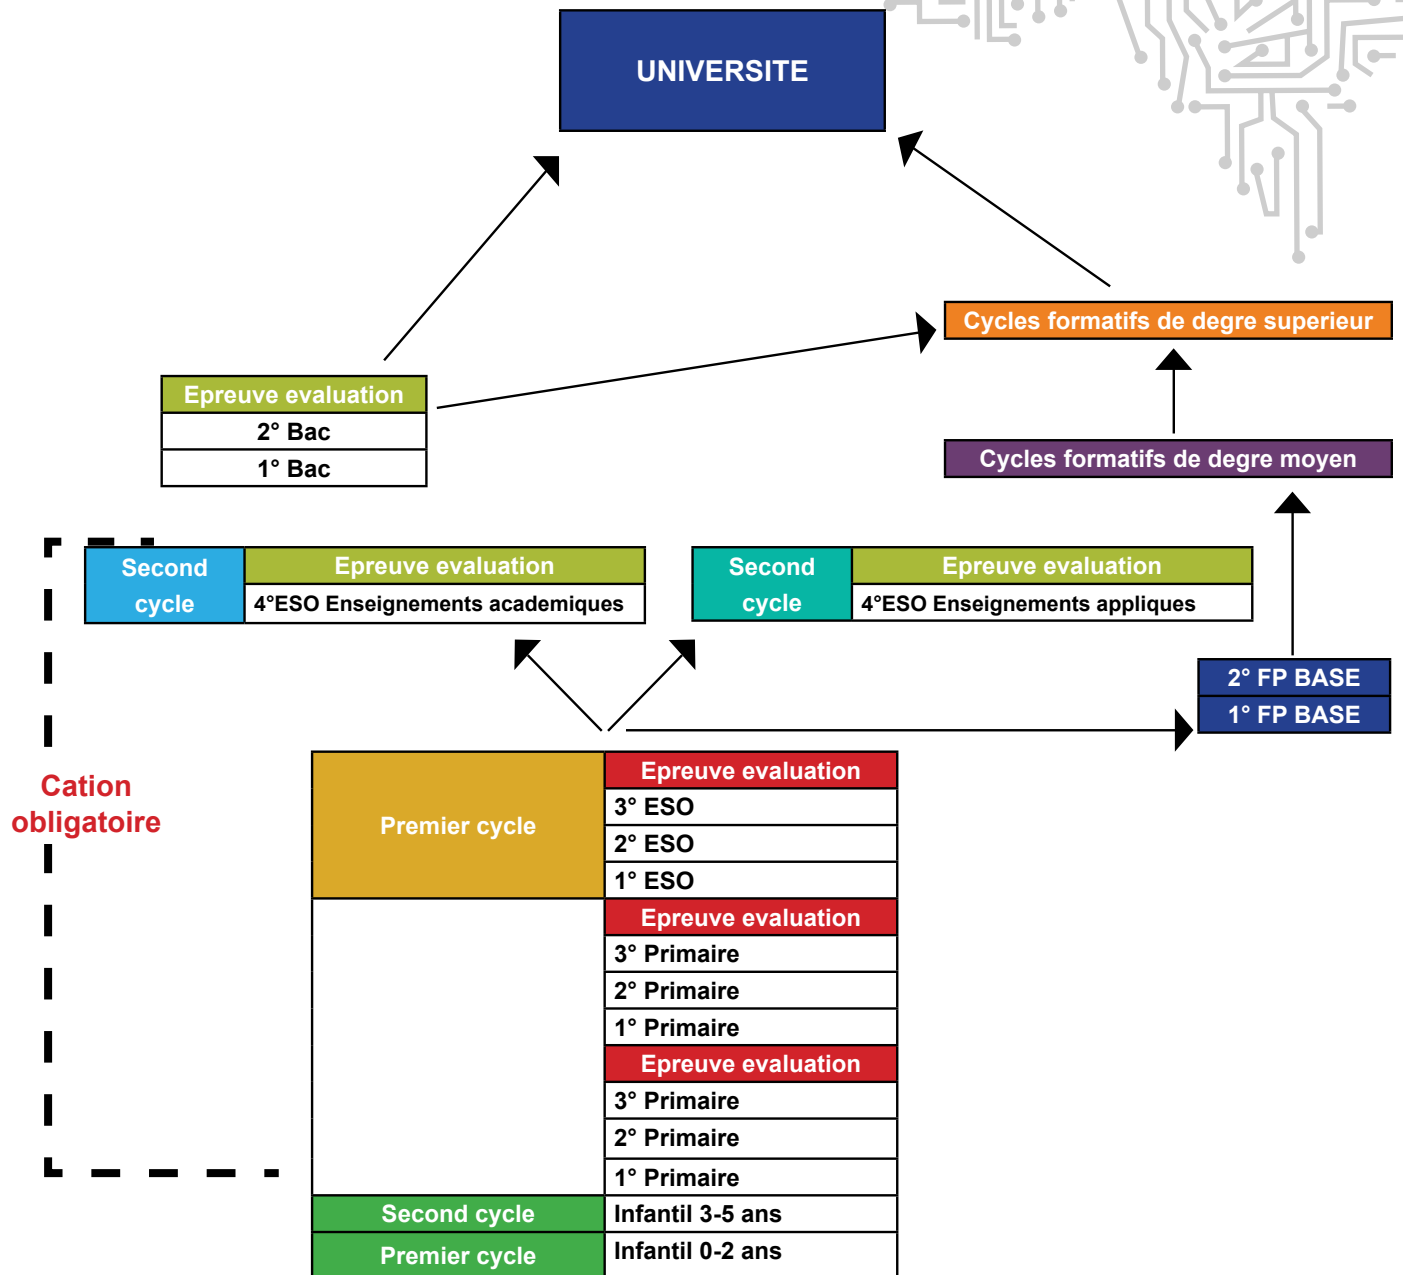 UNIVERSITE
Cycles formatifs de degre superieur
Epreuve evaluation
2° Bac
1° Bac
Cycles formatifs de degre moyen
Second
cycle
Epreuve evaluation
4°ESO Enseignements academiques
Second
cycle
Epreuve evaluation
4°ESO Enseignements appliques
2° FP BASE
1° FP BASE
Cation
obligatoire
Premier cycle
Epreuve evaluation
3° ESO
2° ESO
1° ESO
Epreuve evaluation
3° Primaire
2° Primaire
1° Primaire
Epreuve evaluation
3° Primaire
2° Primaire
1° Primaire
Second cycle
Infantil 3-5 ans
Premier cycle
Infantil 0-2 ans